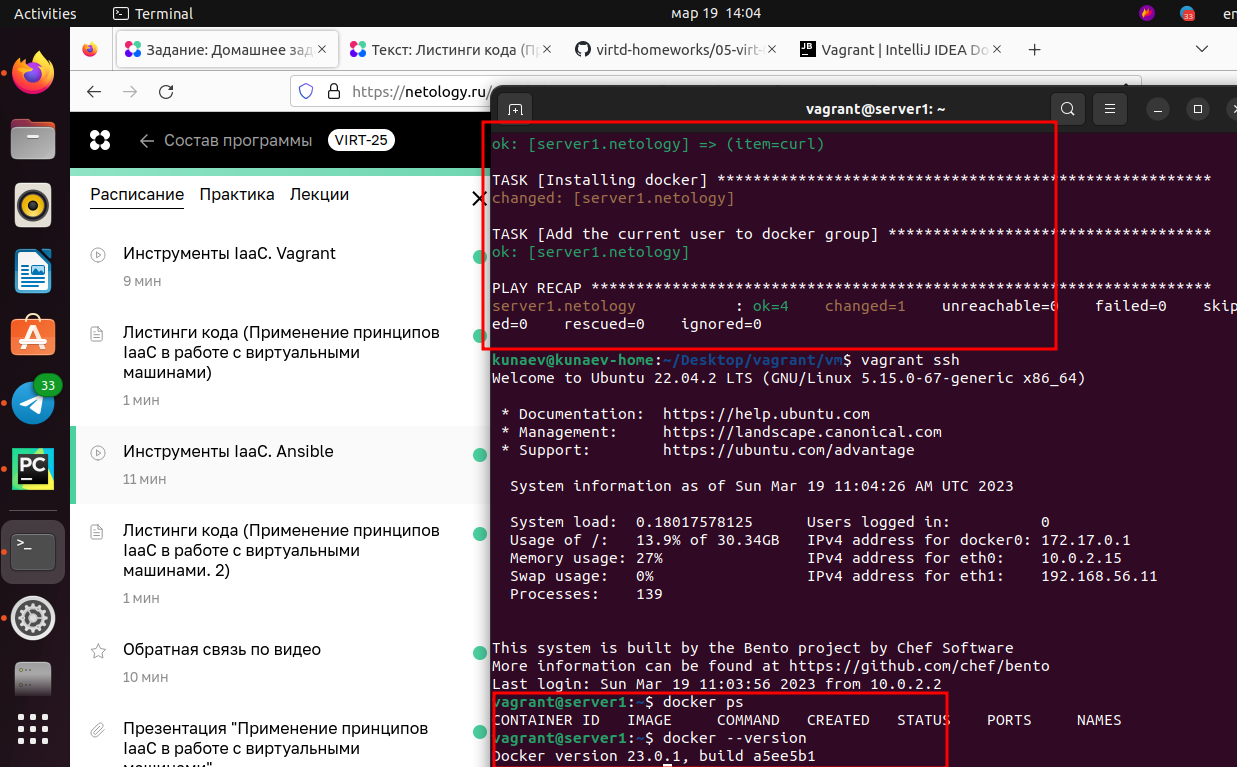 Activities Terminal мар 19 14:04 33 en
Задание: Домашнее зад × Текст: Листинги кода (Пр × virtd-homeworks/05-virt- × Vagrant | IntelliJ IDEA Do ×
https://netology.ru/
vagrant@server1: ~
Состав программы VIRT-25
Расписание Практика Лекции
Инструменты IaaC. Vagrant
9 мин
Листинги кода (Применение принципов
IaaC в работе с виртуальными
машинами)
1 мин
33
Инструменты IaaC. Ansible
11 мин
PC
Листинги кода (Применение принципов
IaaC в работе с виртуальными
машинами. 2)
1 мин
Обратная связь по видео
10 мин
Презентация "Применение принципов
IaaC в работе с виртуальными
машинами"
ok: [server1.netology] => (item=curl)
TASK [Installing docker] *******************************************************
changed: [server1.netology]
TASK [Add the current user to docker group] ************************************
ok: [server1.netology]
PLAY RECAP *********************************************************************
server1.netology : ok=4 changed=1 unreachable=0 failed=0 skip
ed=0 rescued=0 ignored=0
kunaev@kunaev-home:~/Desktop/vagrant/vm$ vagrant ssh
Welcome to Ubuntu 22.04.2 LTS (GNU/Linux 5.15.0-67-generic x86_64)
* Documentation: https://help.ubuntu.com
* Management: https://landscape.canonical.com
* Support: https://ubuntu.com/advantage
System information as of Sun Mar 19 11:04:26 AM UTC 2023
System load: 0.18017578125 Users logged in: 0
Usage of /: 13.9% of 30.34GB IPv4 address for docker0: 172.17.0.1
Memory usage: 27% IPv4 address for eth0: 10.0.2.15
Swap usage: 0% IPv4 address for eth1: 192.168.56.11
Processes: 139
This system is built by the Bento project by Chef Software
More information can be found at https://github.com/chef/bento
Last login: Sun Mar 19 11:03:56 2023 from 10.0.2.2
vagrant@server1:~$ docker ps
CONTAINER ID IMAGE COMMAND CREATED STATUS PORTS NAMES
vagrant@server1:~$ docker --version
Docker version 23.0.1, build a5ee5b1